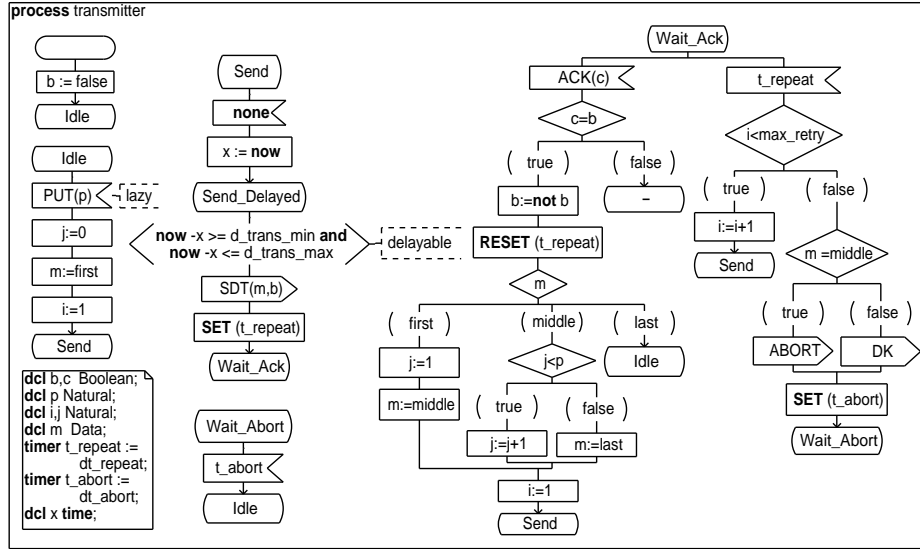 process transmitter
b := false
Idle
Idle
PUT(p)
lazy
j:=0
m:=first
i:=1
Send
dcl b,c Boolean;
dcl p Natural;
dcl i,j Natural;
dcl m Data;
timer t_repeat :=
dt_repeat;
timer t_abort :=
dt_abort;
dcl x time;
Send
none
x := now
Send_Delayed
now -x >= d_trans_min and
now -x <= d_trans_max
delayable
SDT(m,b)
SET (t_repeat)
Wait_Ack
Wait_Abort
t_abort
Idle
Wait_Ack
ACK(c)
c=b
( true )
( false )
b:=not b
–
RESET (t_repeat)
m
( first )
( middle )
( last )
j:=1
j<p
Idle
m:=middle
( true )
( false )
j:=j+1
m:=last
i:=1
Send
t_repeat
i<max_retry
( true )
( false )
i:=i+1
Send
m =middle
( true )
( false )
ABORT
DK
SET (t_abort)
Wait_Abort